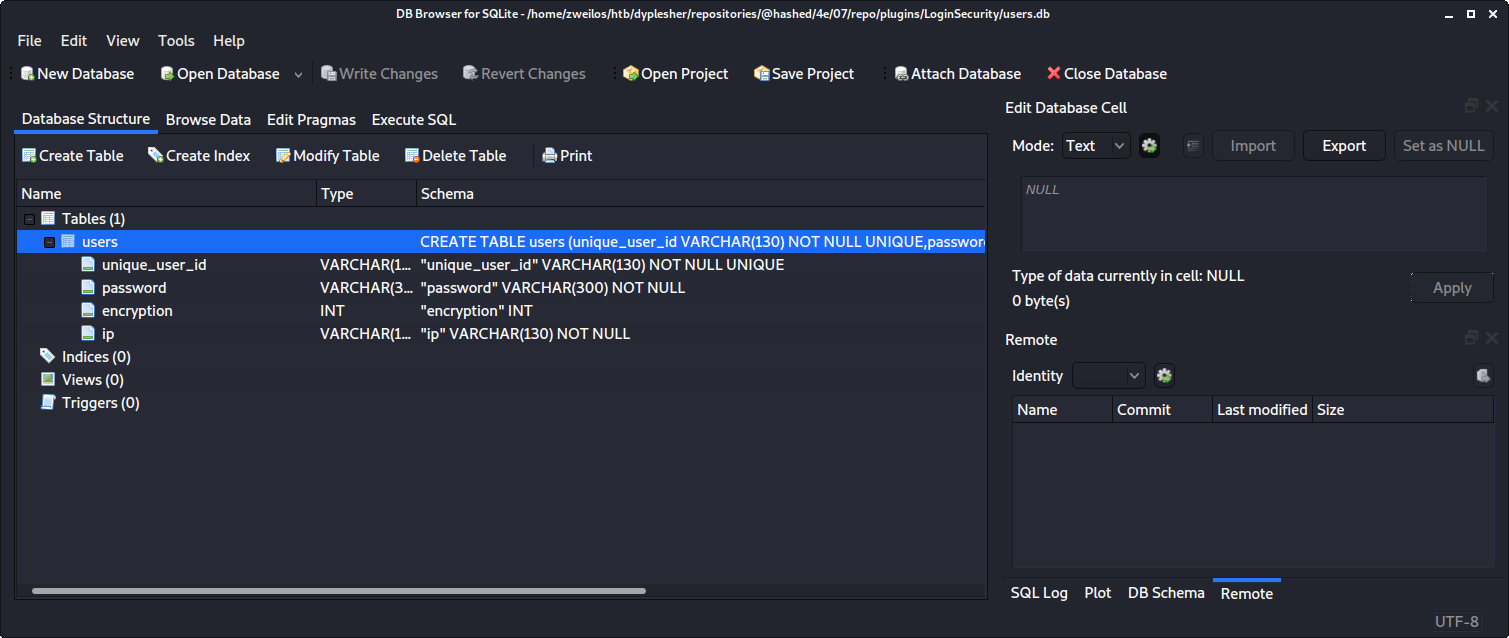 DB Browser for SQLite - /home/zweilos/htb/dyplesher/repositories/@hashed/4e/07/repo/plugins/LoginSecurity/users.db
File Edit View Tools Help
New Database Open Database Write Changes Revert Changes Open Project Save Project Attach Database Close Database
Database Structure Browse Data Edit Pragmas Execute SQL
Create Table Create Index Modify Table Delete Table Print
Name Type Schema
Tables (1)
users CREATE TABLE users (unique_user_id VARCHAR(130) NOT NULL UNIQUE,passwor
unique_user_id VARCHAR(1... "unique_user_id" VARCHAR(130) NOT NULL UNIQUE
password VARCHAR(3... "password" VARCHAR(300) NOT NULL
encryption INT "encryption" INT
ip VARCHAR(1... "ip" VARCHAR(130) NOT NULL
Indices (0)
Views (0)
Triggers (0)
Edit Database Cell
Mode: Text Import Export Set as NULL
NULL
Type of data currently in cell: NULL
0 byte(s)
Apply
Remote
Identity
Name Commit Last modified Size
SQL Log Plot DB Schema Remote
UTF-8